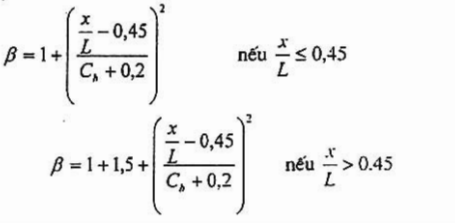 β = 1 + ((x/L − 0,45)/(C_b + 0,2))² nếu x/L ≤ 0,45
β = 1 + 1,5 + ((x/L − 0,45)/(C_b + 0,2))² nếu x/L > 0.45